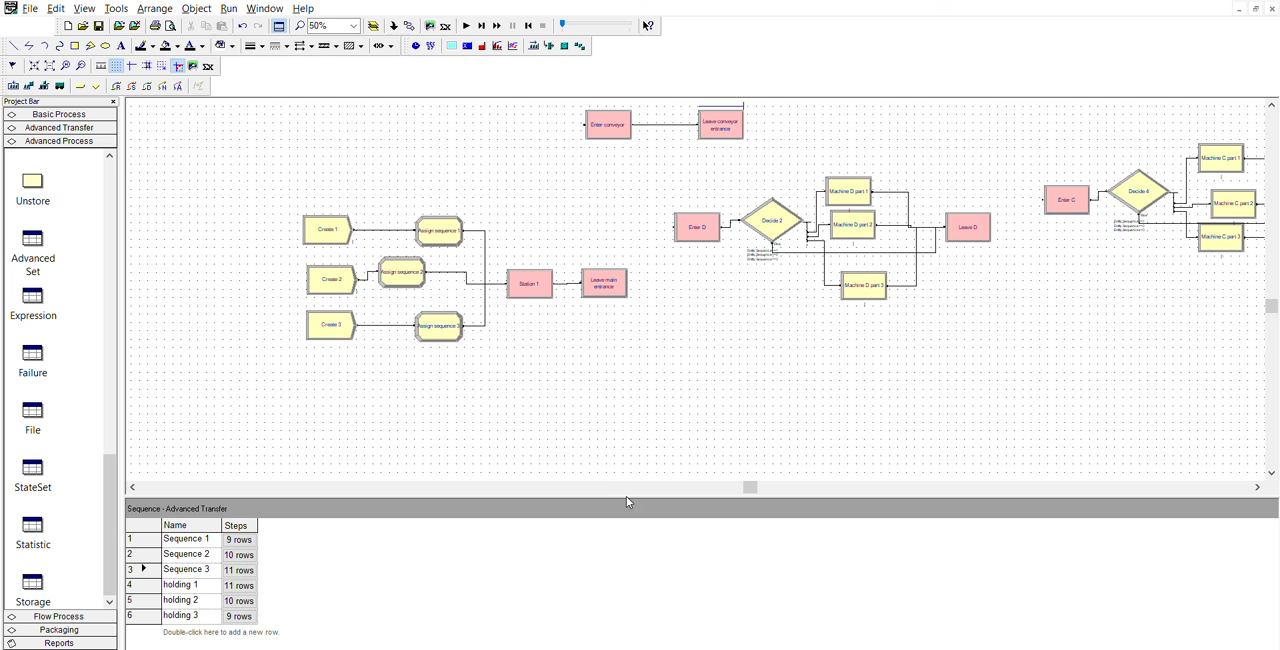 File Edit View Tools Arrange Object Run Window Help
50%
Project Bar
Basic Process
Advanced Transfer
Advanced Process
Unstore
Advanced
Set
Expression
Failure
File
StateSet
Statistic
Storage
Flow Process
Packaging
Reports
Enter conveyor
Leave conveyor
entrance
Create 1
Assign sequence 1
Create 2
Assign sequence 2
Create 3
Assign sequence 3
Station 1
Leave main
entrance
Enter D
Decide 2
Machine D part 1
Machine D part 2
Machine D part 3
Leave D
Enter C
Decide 4
Machine C part 1
Machine C part 2
Machine C part 3
Sequence - Advanced Transfer
Name Steps
1 Sequence 1 9 rows
2 Sequence 2 10 rows
3 Sequence 3 11 rows
4 holding 1 11 rows
5 holding 2 10 rows
6 holding 3 9 rows
Double-click here to add a new row.